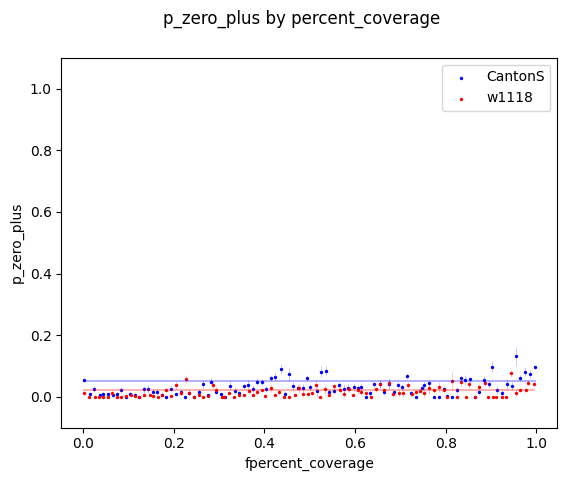 p_zero_plus by percent_coverage
CantonS
w1118
p_zero_plus
1.0
0.8
0.6
0.4
0.2
0.0
0.0 0.2 0.4 0.6 0.8 1.0
fpercent_coverage